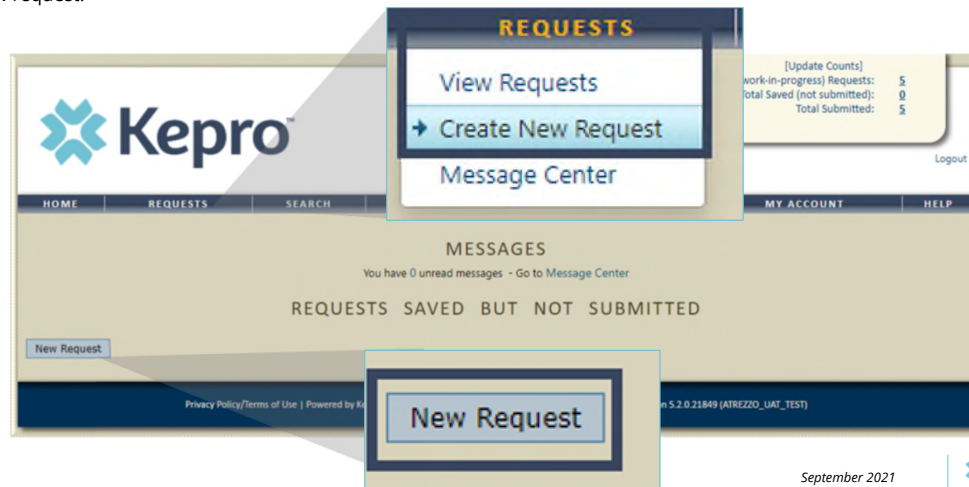 request.
REQUESTS
View Requests
Create New Request
Message Center
[Update Counts]
work-in-progress) Requests: 5
Total Saved (not submitted): 0
Total Submitted: 5
Kepro™
Logout
HOME REQUESTS SEARCH MY ACCOUNT HELP
MESSAGES
You have 0 unread messages - Go to Message Center
REQUESTS SAVED BUT NOT SUBMITTED
New Request
Privacy Policy/Terms of Use | Powered by
5.2.0.21849 (ATREZZO_UAT_TEST)
New Request
September 2021